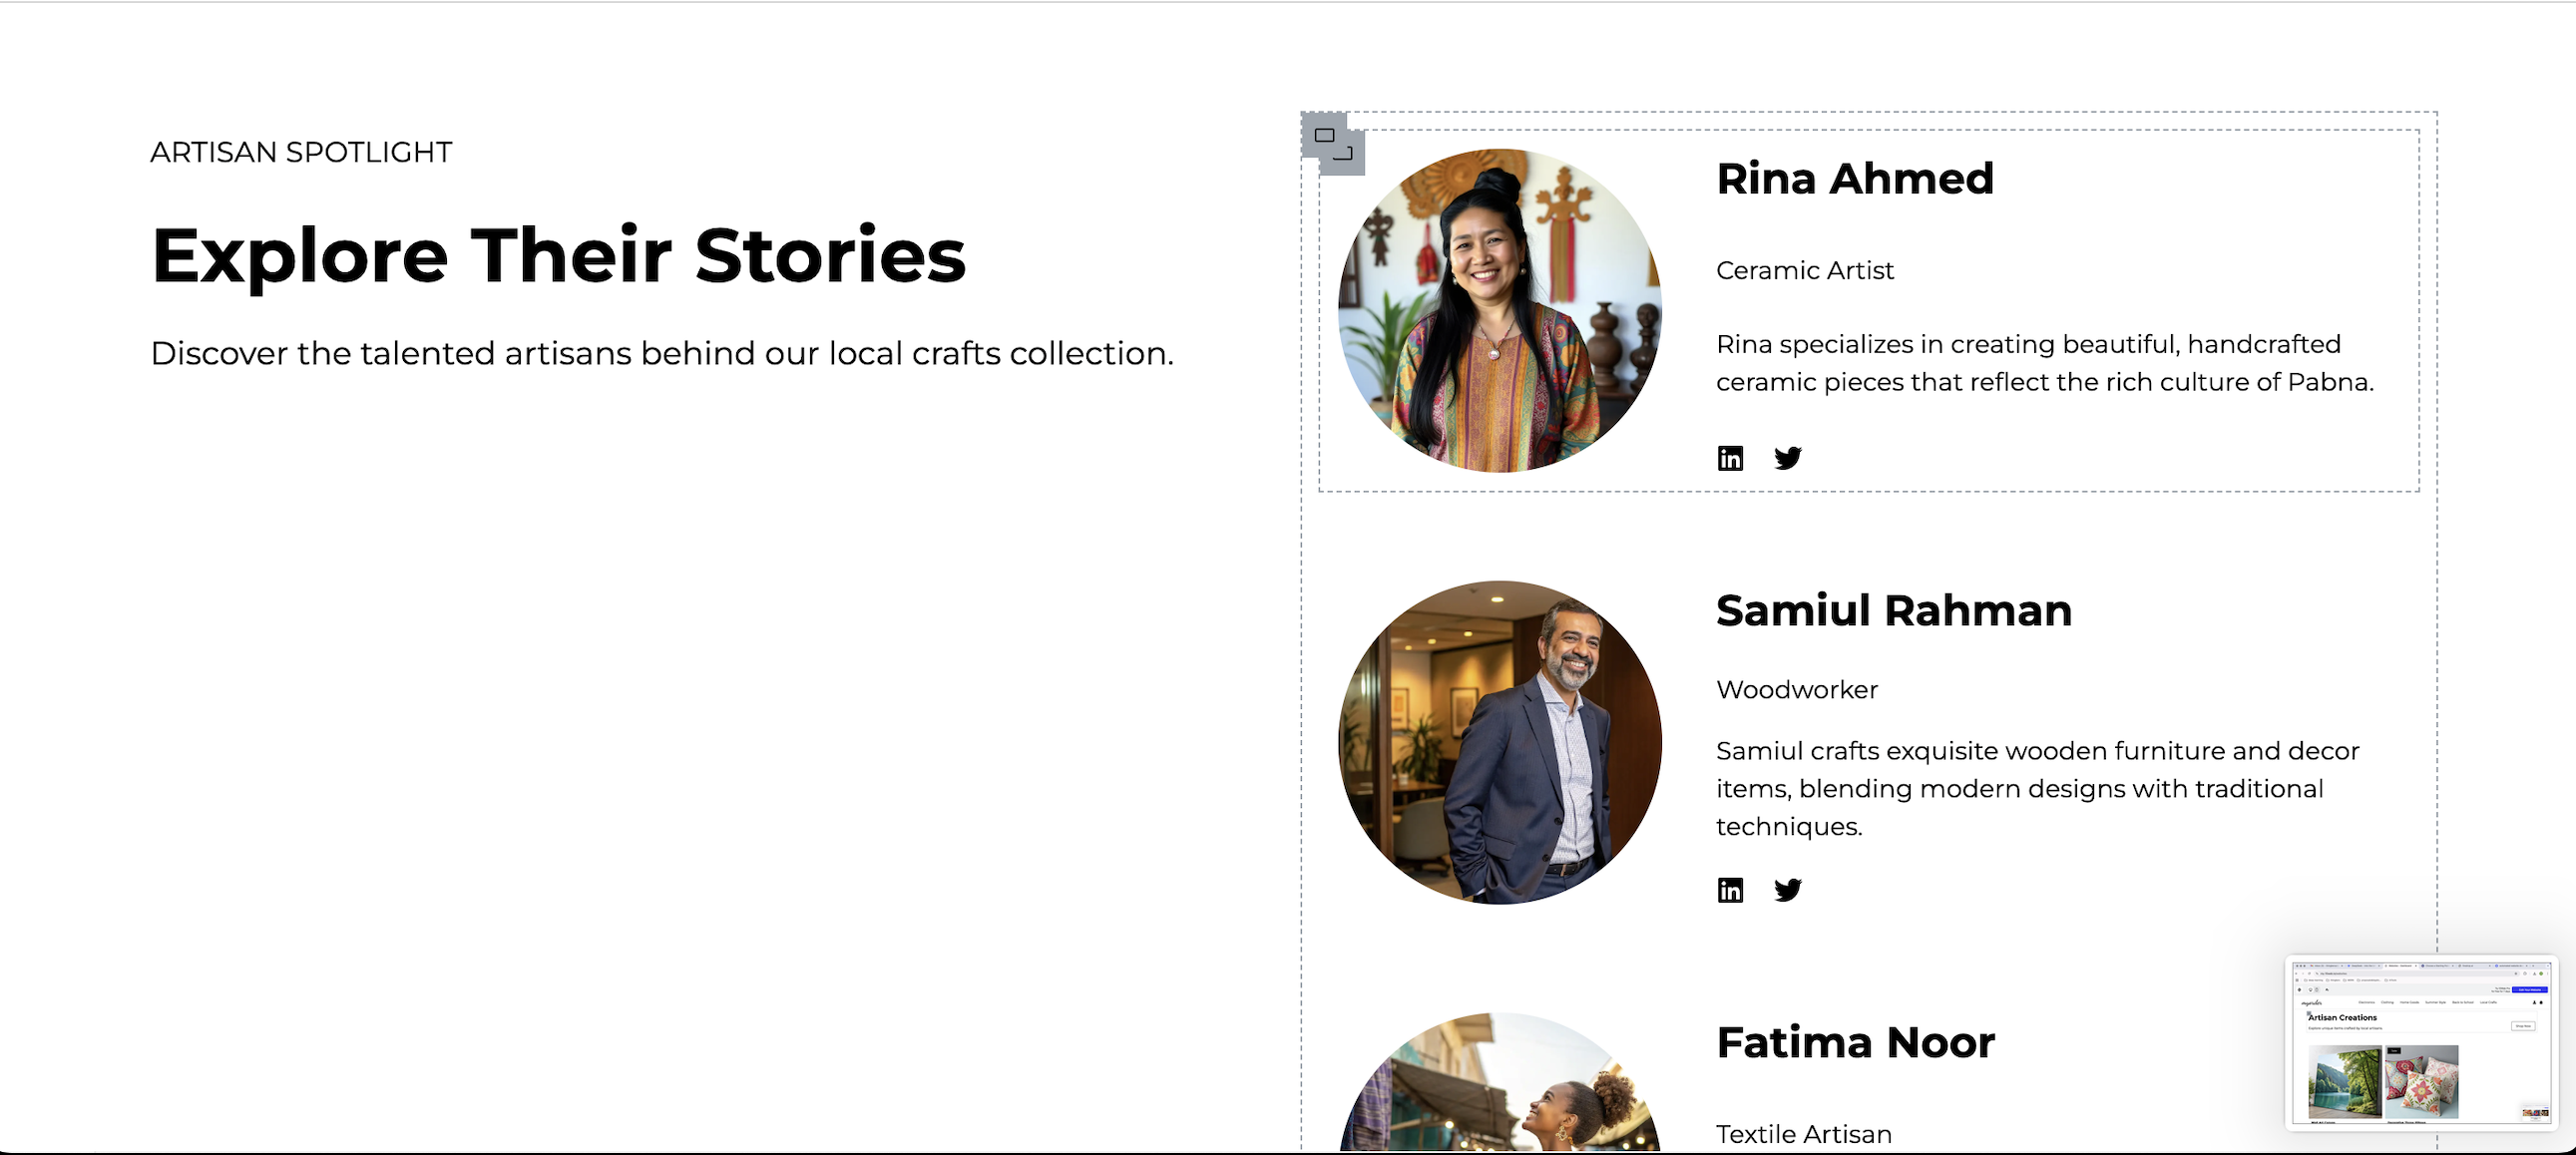 ARTISAN SPOTLIGHT
Explore Their Stories
Discover the talented artisans behind our local crafts collection.
Rina Ahmed
Ceramic Artist
Rina specializes in creating beautiful, handcrafted
ceramic pieces that reflect the rich culture of Pabna.
Samiul Rahman
Woodworker
Samiul crafts exquisite wooden furniture and decor
items, blending modern designs with traditional
techniques.
Fatima Noor
Textile Artisan
Artisan Creations